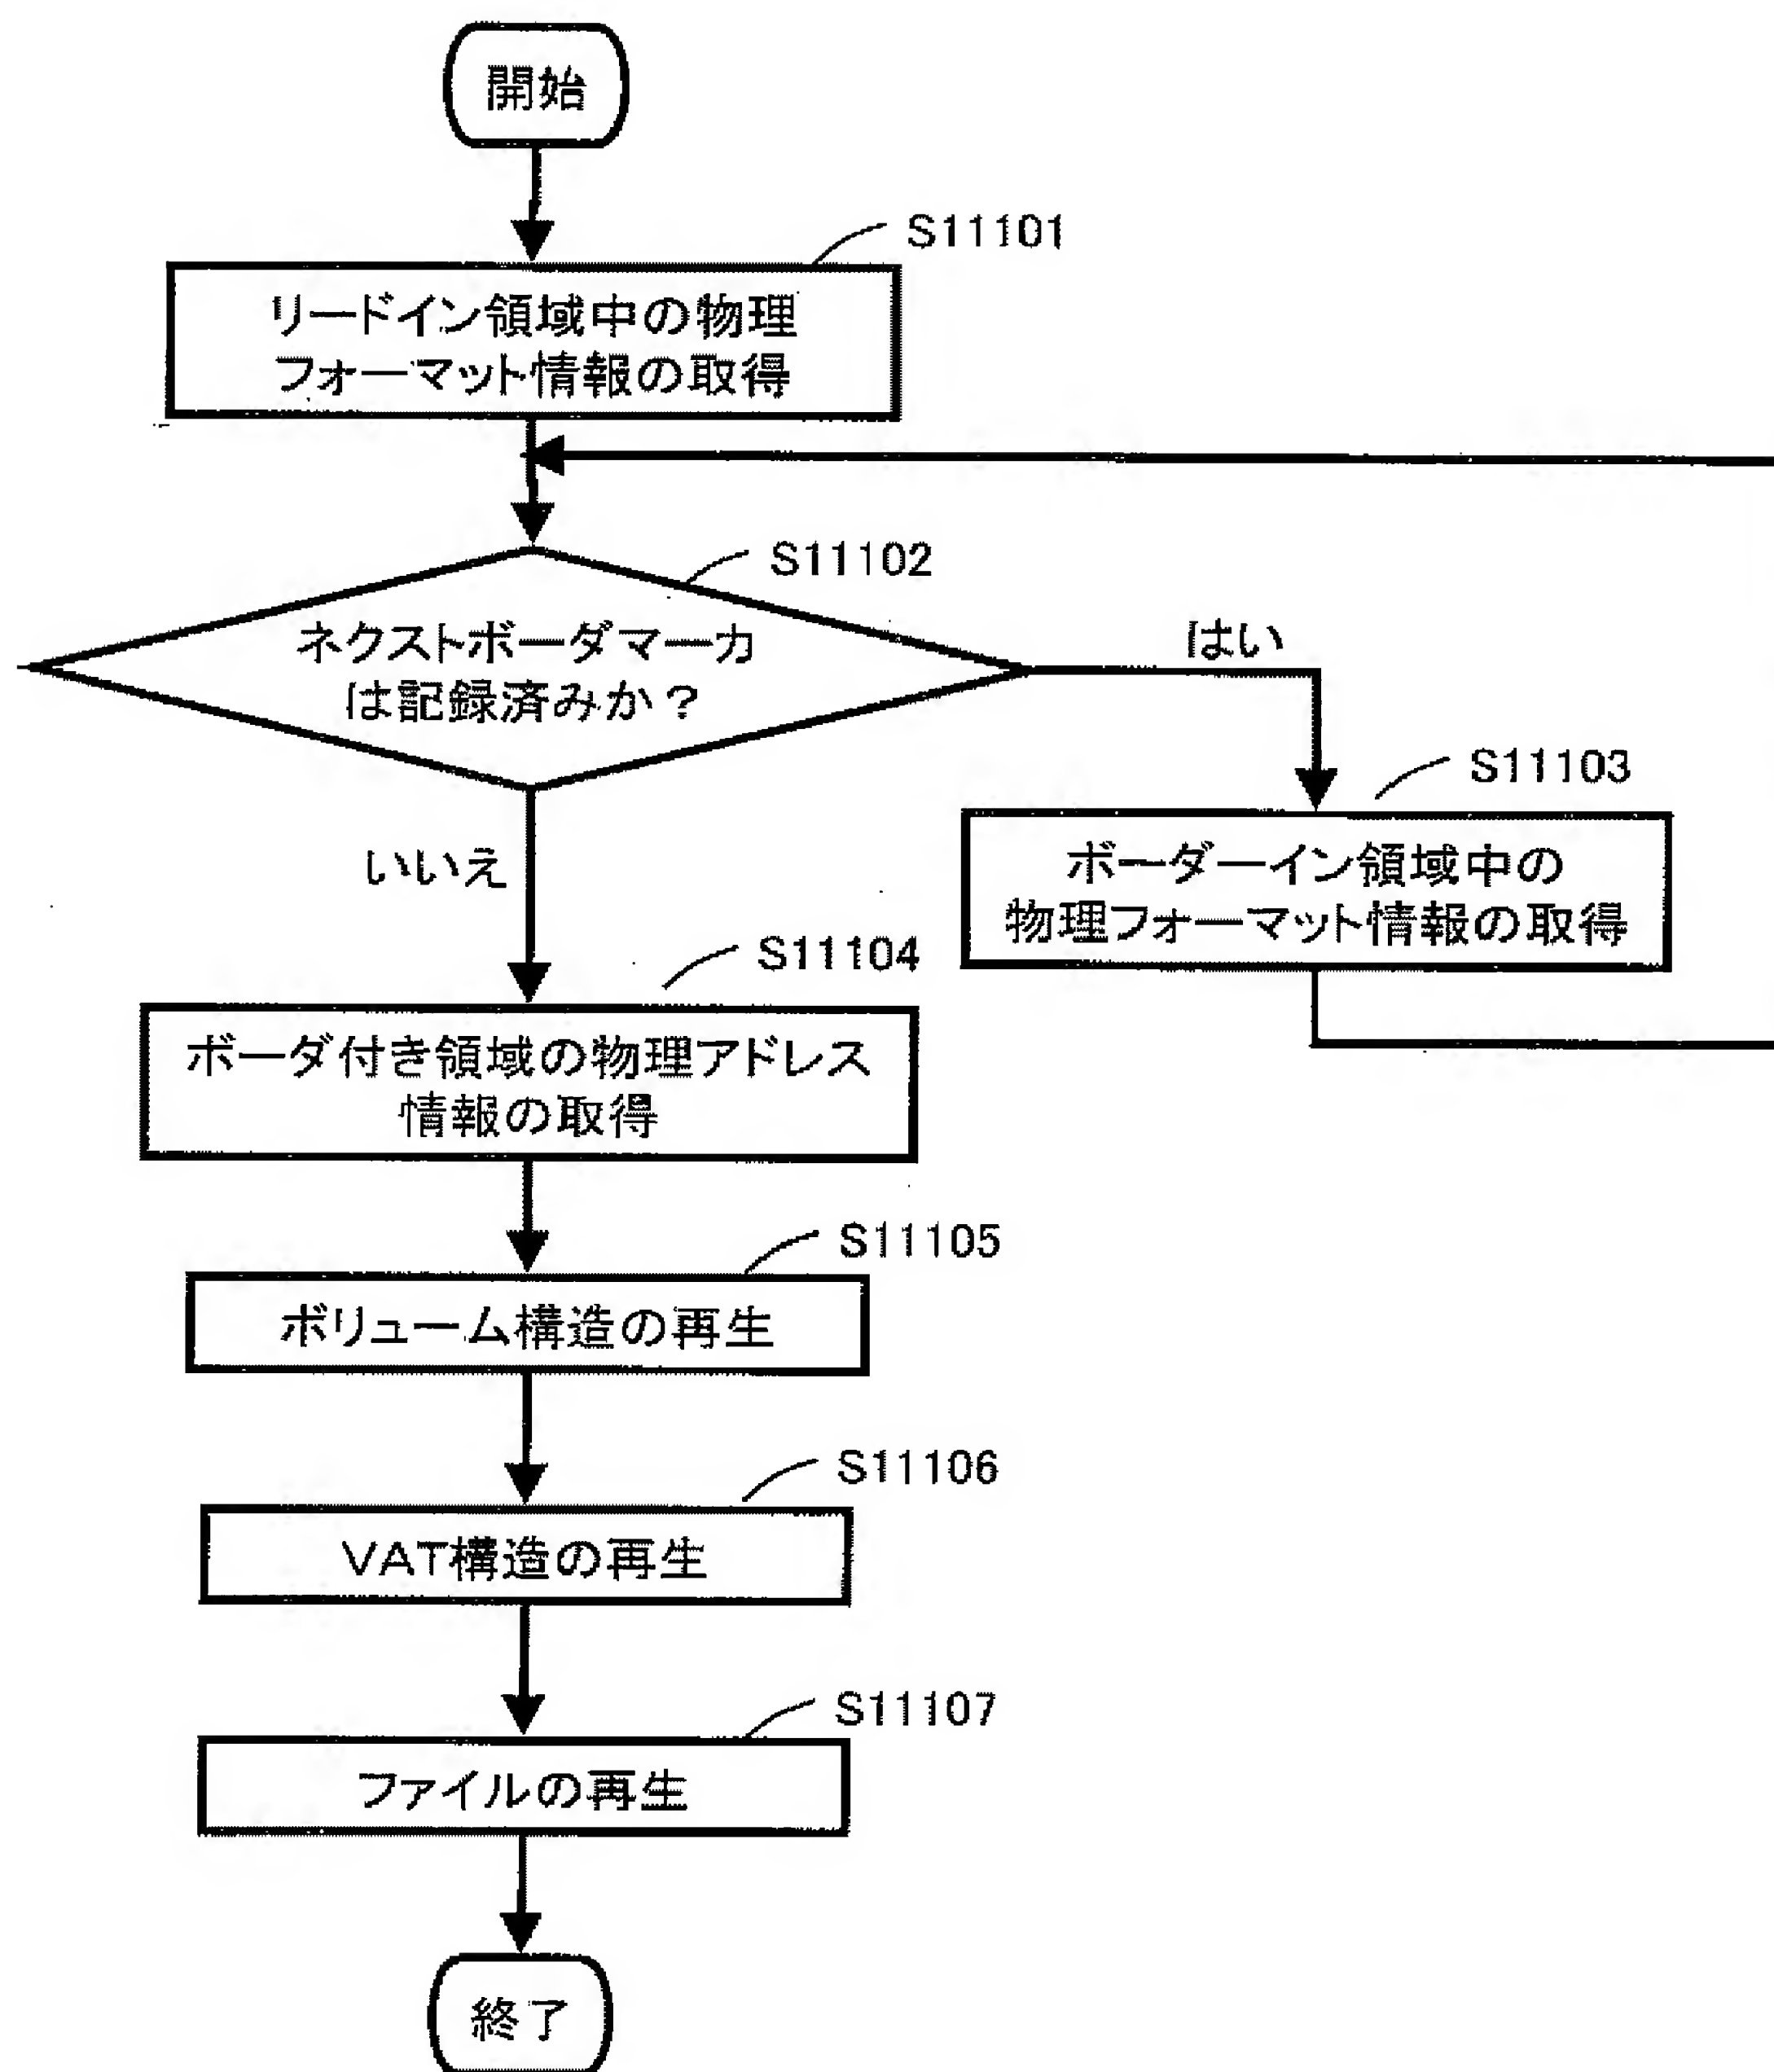 開始
S11101
リードイン領域中の物理
フォーマット情報の取得
S11102
ネクストボーダマーカ
は記録済みか？
はい
S11103
ボーダーイン領域中の
物理フォーマット情報の取得
いいえ
S11104
ボーダ付き領域の物理アドレス
情報の取得
S11105
ボリューム構造の再生
S11106
VAT構造の再生
S11107
ファイルの再生
終了